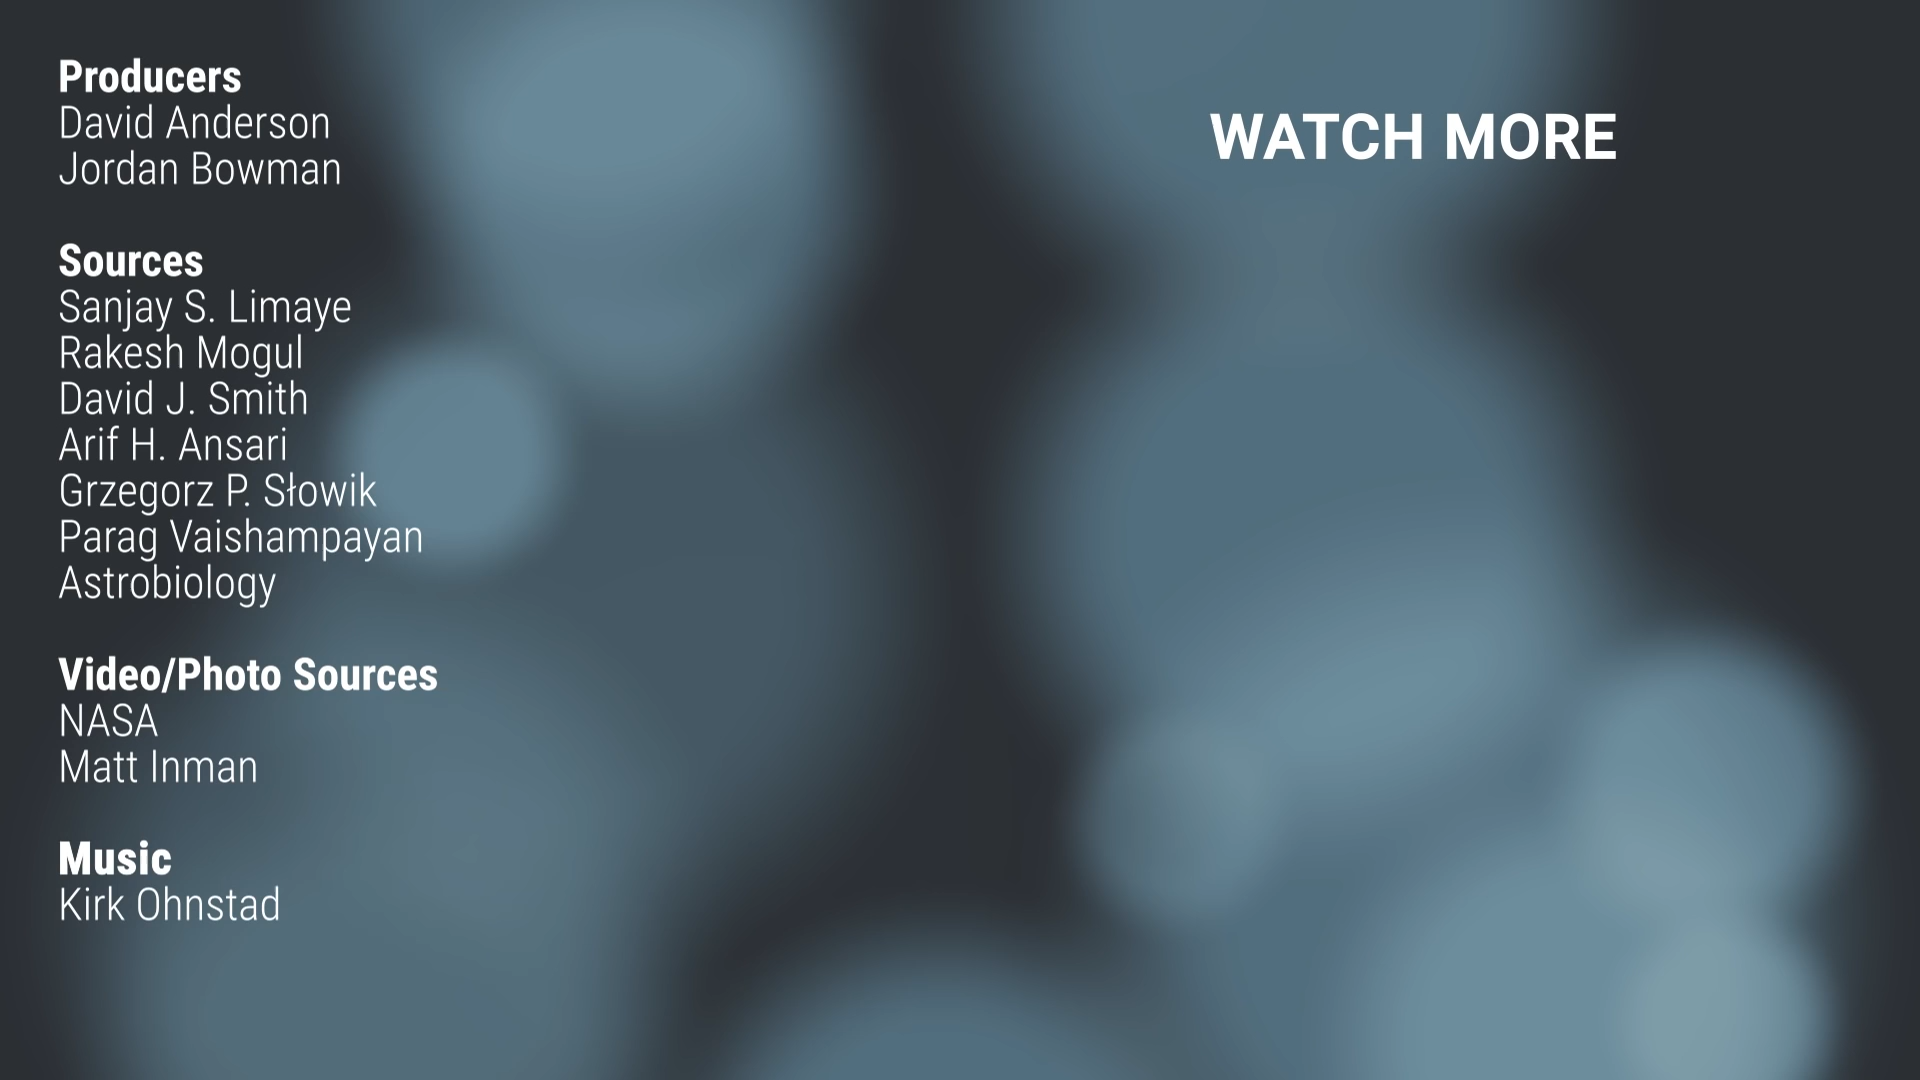 Producers
David Anderson
Jordan Bowman
Sources
Sanjay S. Limaye
Rakesh Mogul
David J. Smith
Arif H. Ansari
Grzegorz P. Słowik
Parag Vaishampayan
Astrobiology
Video/Photo Sources
NASA
Matt Inman
Music
Kirk Ohnstad
WATCH MORE